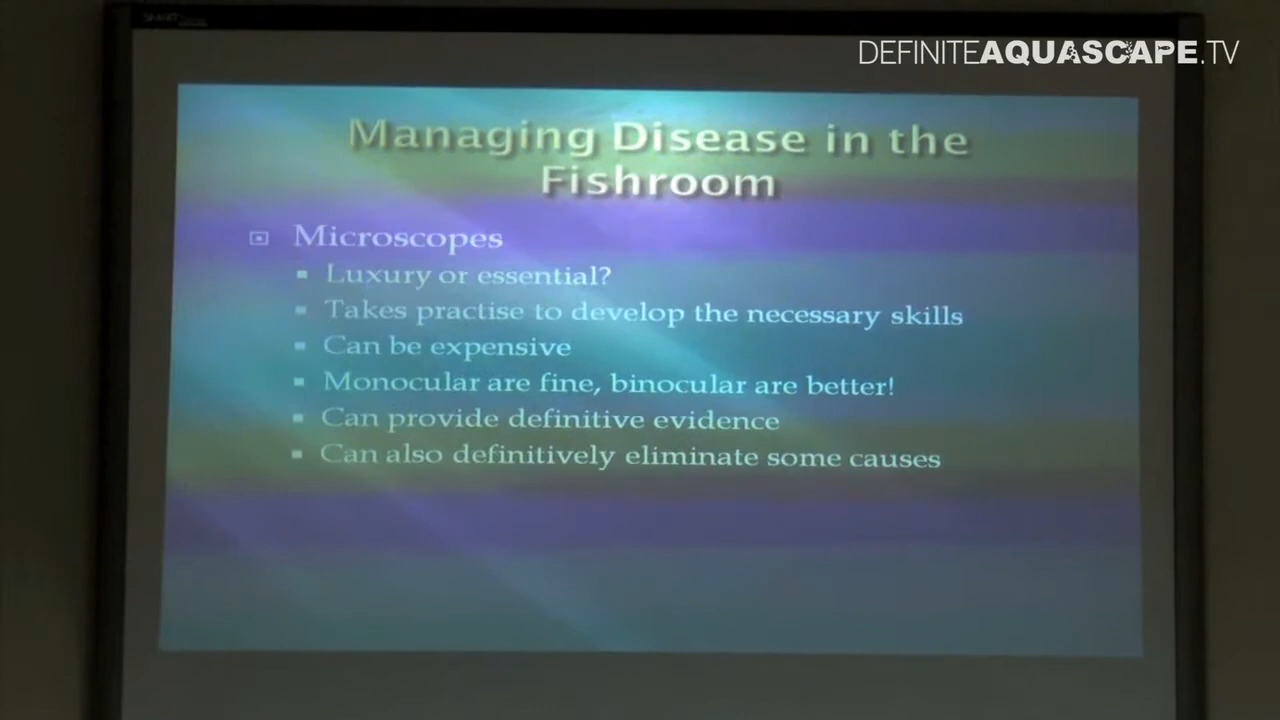 SMART
DEFINITEAQUASCAPE.TV
Managing Disease in the
Fishroom
Microscopes
Luxury or essential?
Takes practise to develop the necessary skills
Can be expensive
Monocular are fine, binocular are better!
Can provide definitive evidence
Can also definitively eliminate some causes